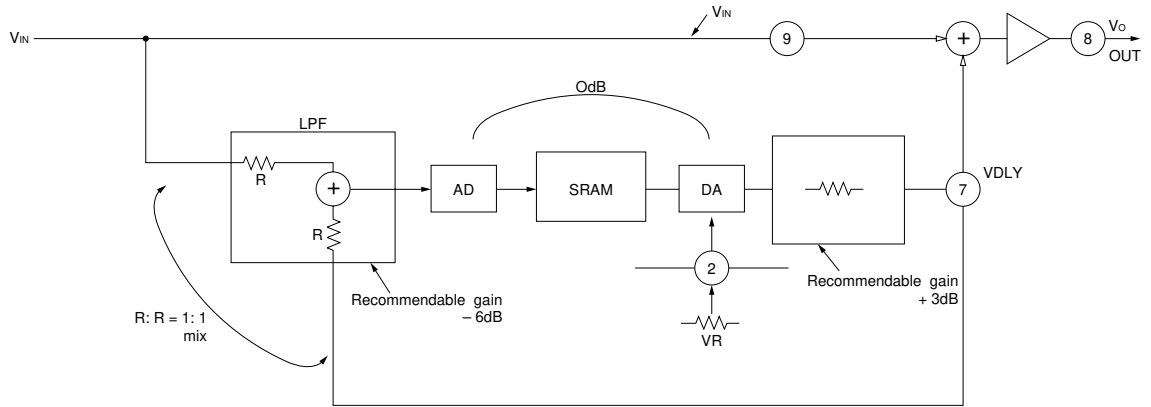 VIN
VIN
9
+
8
VO
OUT
OdB
LPF
R
+
R
AD
SRAM
DA
7
VDLY
2
VR
Recommendable gain
– 6dB
Recommendable gain
+ 3dB
R: R = 1: 1
mix